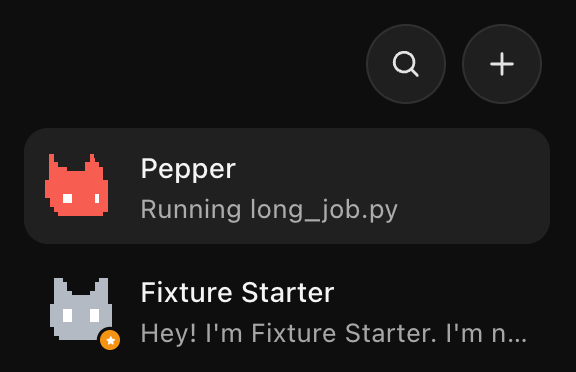 Pepper
Running long_job.py
Fixture Starter
Hey! I'm Fixture Starter. I'm n...